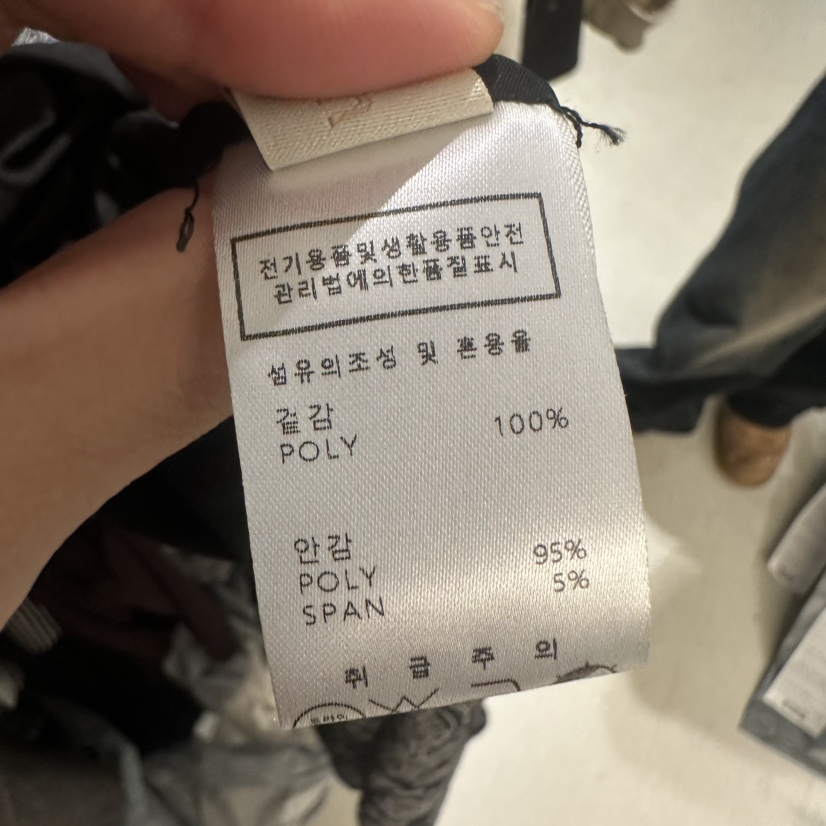 전기용품및생활용품안전
관리법에의한품질표시
섬유의조성 및 혼용율
겉감
POLY 100%
안감
POLY 95%
SPAN 5%
취 급 주 의